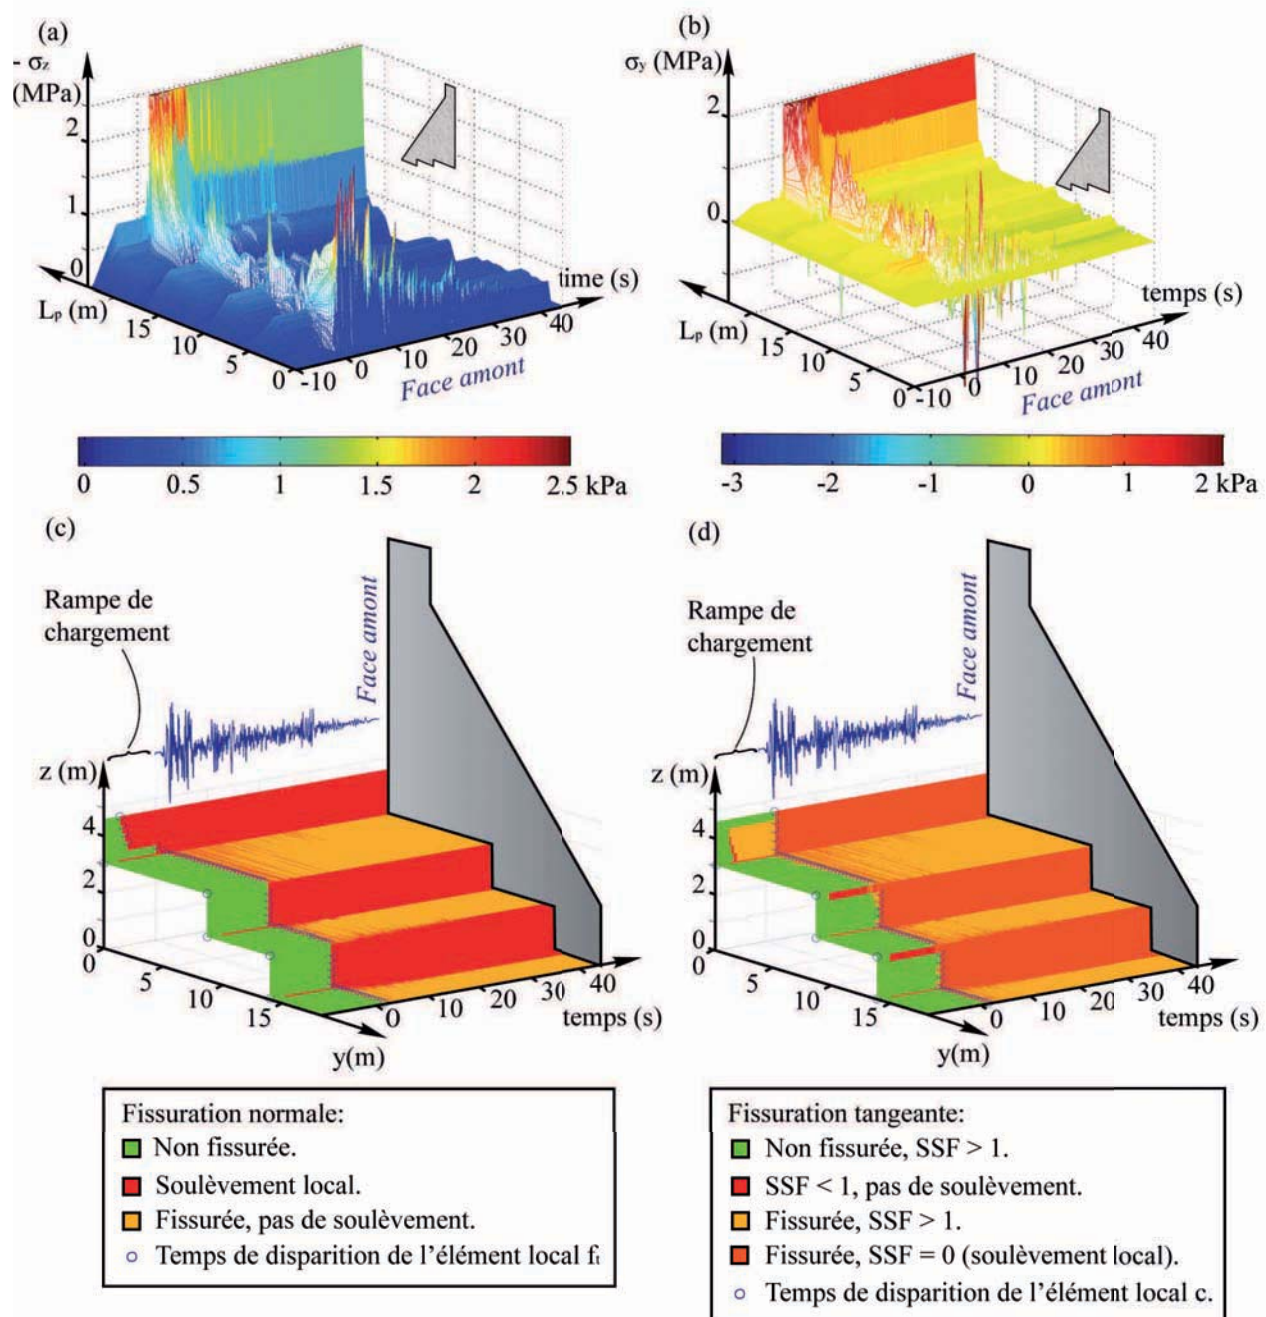 (a)
- σz
(MPa)
2
1
0
Lp (m)
15
10
5
0
-10
0
10
20
30
40
time (s)
Face amont
0 0.5 1 1.5 2 2.5 kPa
(b)
σy (MPa)
2
0
Lp (m)
15
10
5
0
-10
0
10
20
30
40
temps (s)
Face amont
-3 -2 -1 0 1 2 kPa
(c)
Rampe de
chargement
Face amont
z (m)
4
2
0
0
5
10
15
y(m)
0
10
20
30
40
temps (s)
(d)
Rampe de
chargement
Face amont
z (m)
4
2
0
0
5
10
15
y(m)
0
10
20
30
40
temps (s)
Fissuration normale:
Non fissurée.
Soulèvement local.
Fissurée, pas de soulèvement.
Temps de disparition de l'élément local ft
Fissuration tangeante:
Non fissurée, SSF > 1.
SSF < 1, pas de soulèvement.
Fissurée, SSF > 1.
Fissurée, SSF = 0 (soulèvement local).
Temps de disparition de l'élément local c.